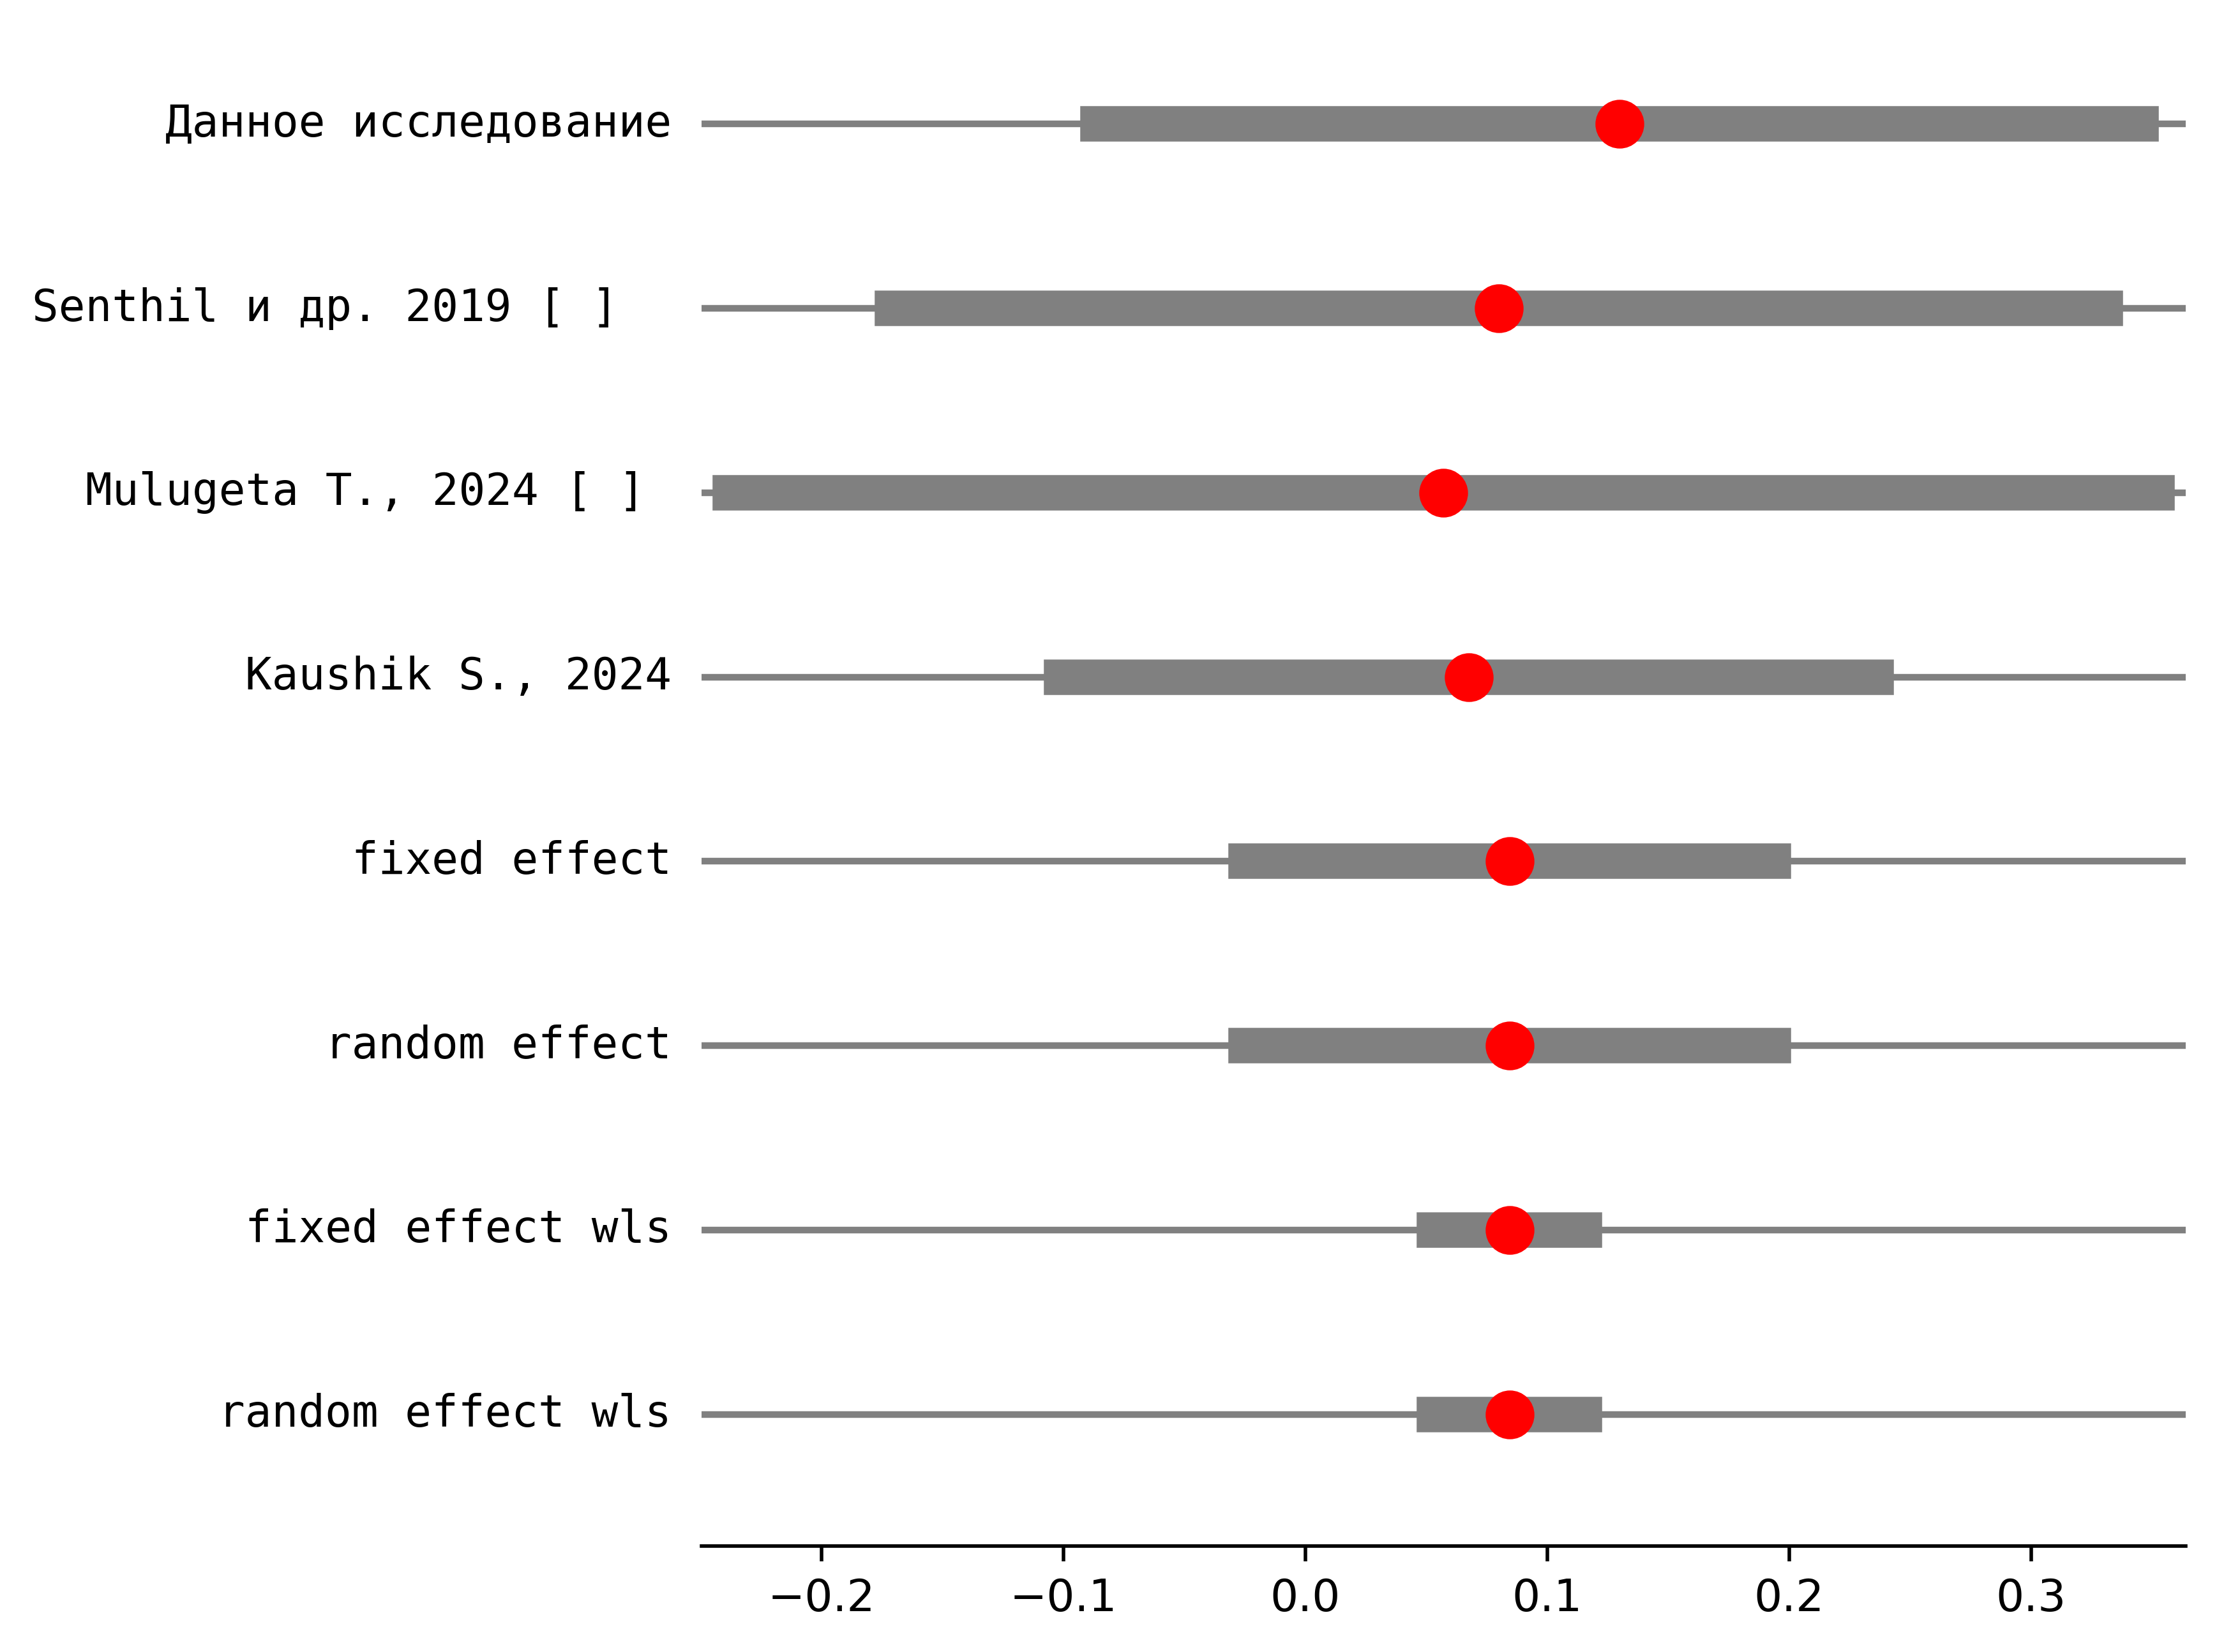 Данное исследование
Senthil и др. 2019 [ ]
Mulugeta T., 2024 [ ]
Kaushik S., 2024
fixed effect
random effect
fixed effect wls
random effect wls
−0.2 −0.1 0.0 0.1 0.2 0.3